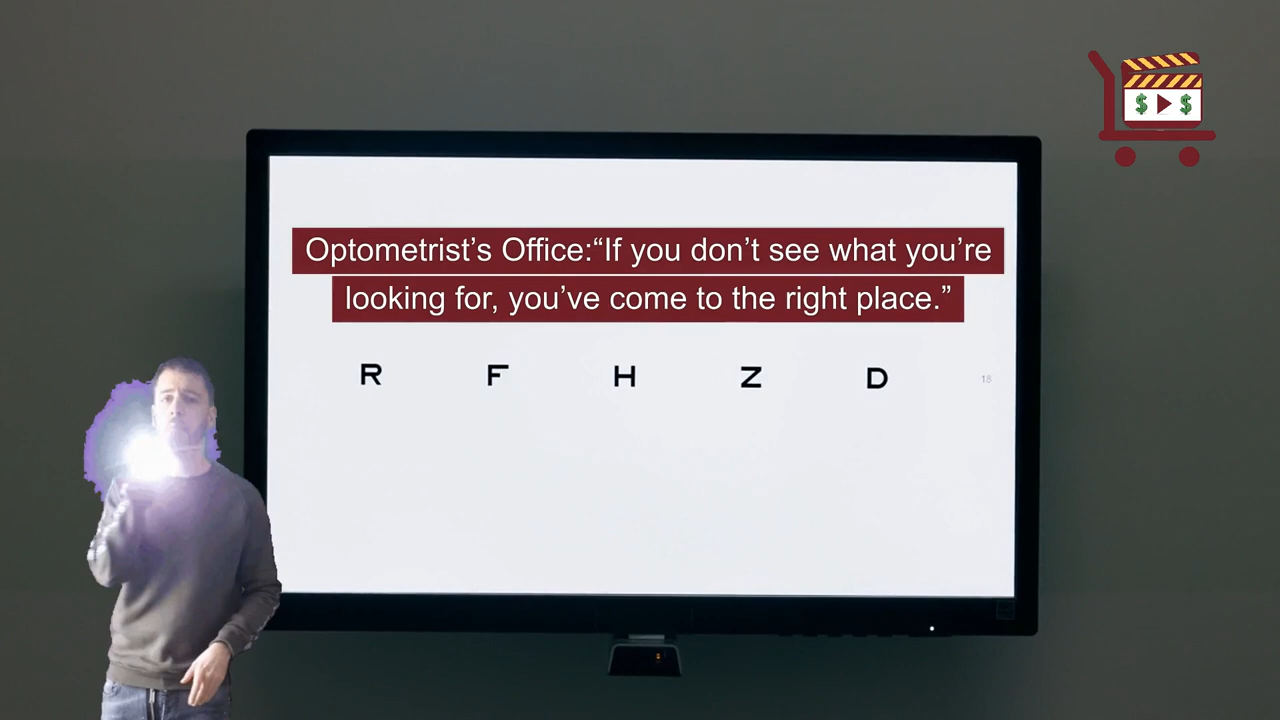 Optometrist’s Office:“If you don’t see what you’re
looking for, you’ve come to the right place.”
R F H Z D 18
$ $